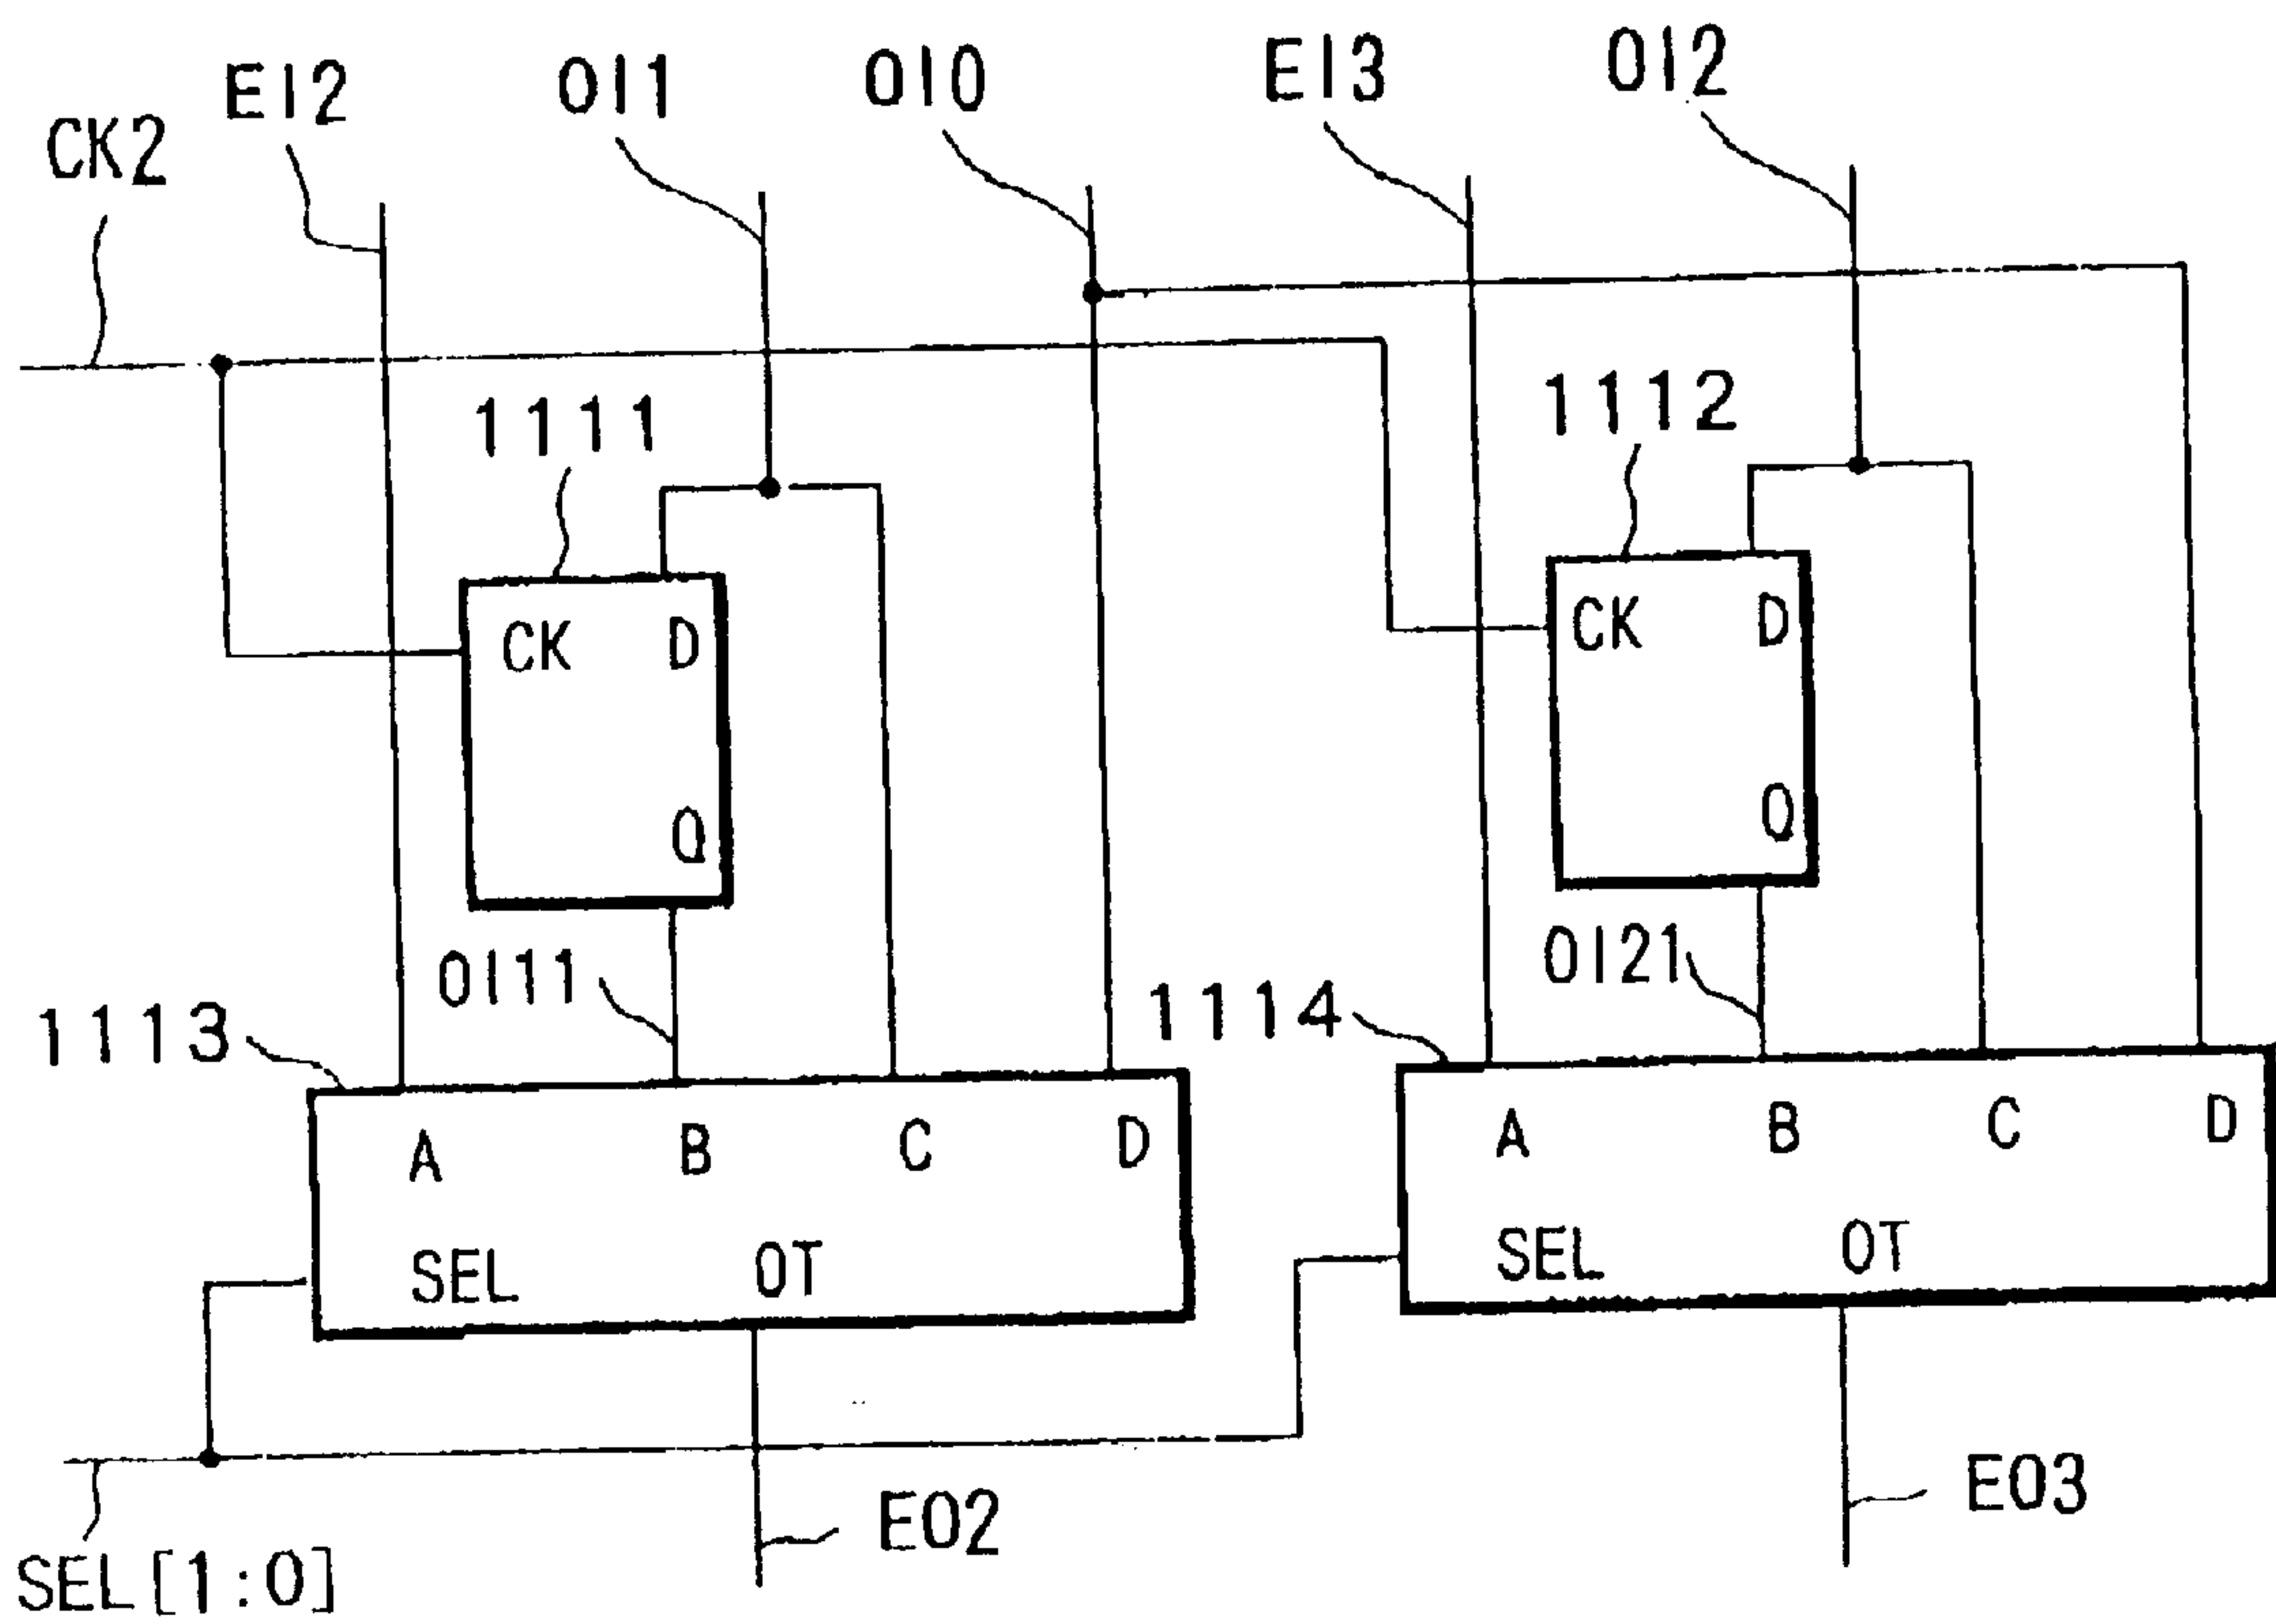 CK2
EI2
OI1
OI0
EI3
OI2
1111
1112
CK D
Q
CK D
Q
OI11
OI21
1113
1114
A B C D
SEL OT
A B C D
SEL OT
EO2
EO3
SEL[1:0]